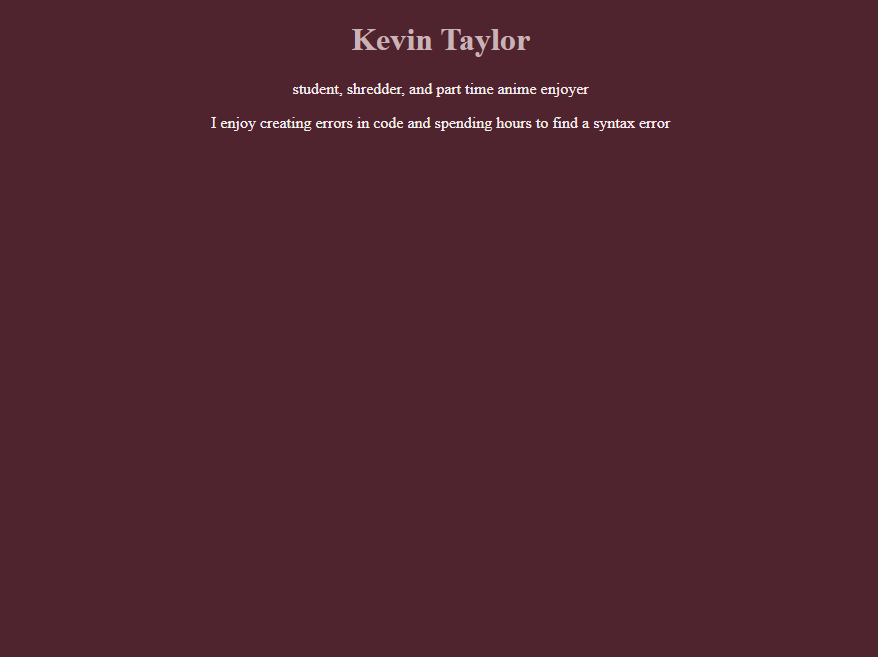 Kevin Taylor
student, shredder, and part time anime enjoyer
I enjoy creating errors in code and spending hours to find a syntax error